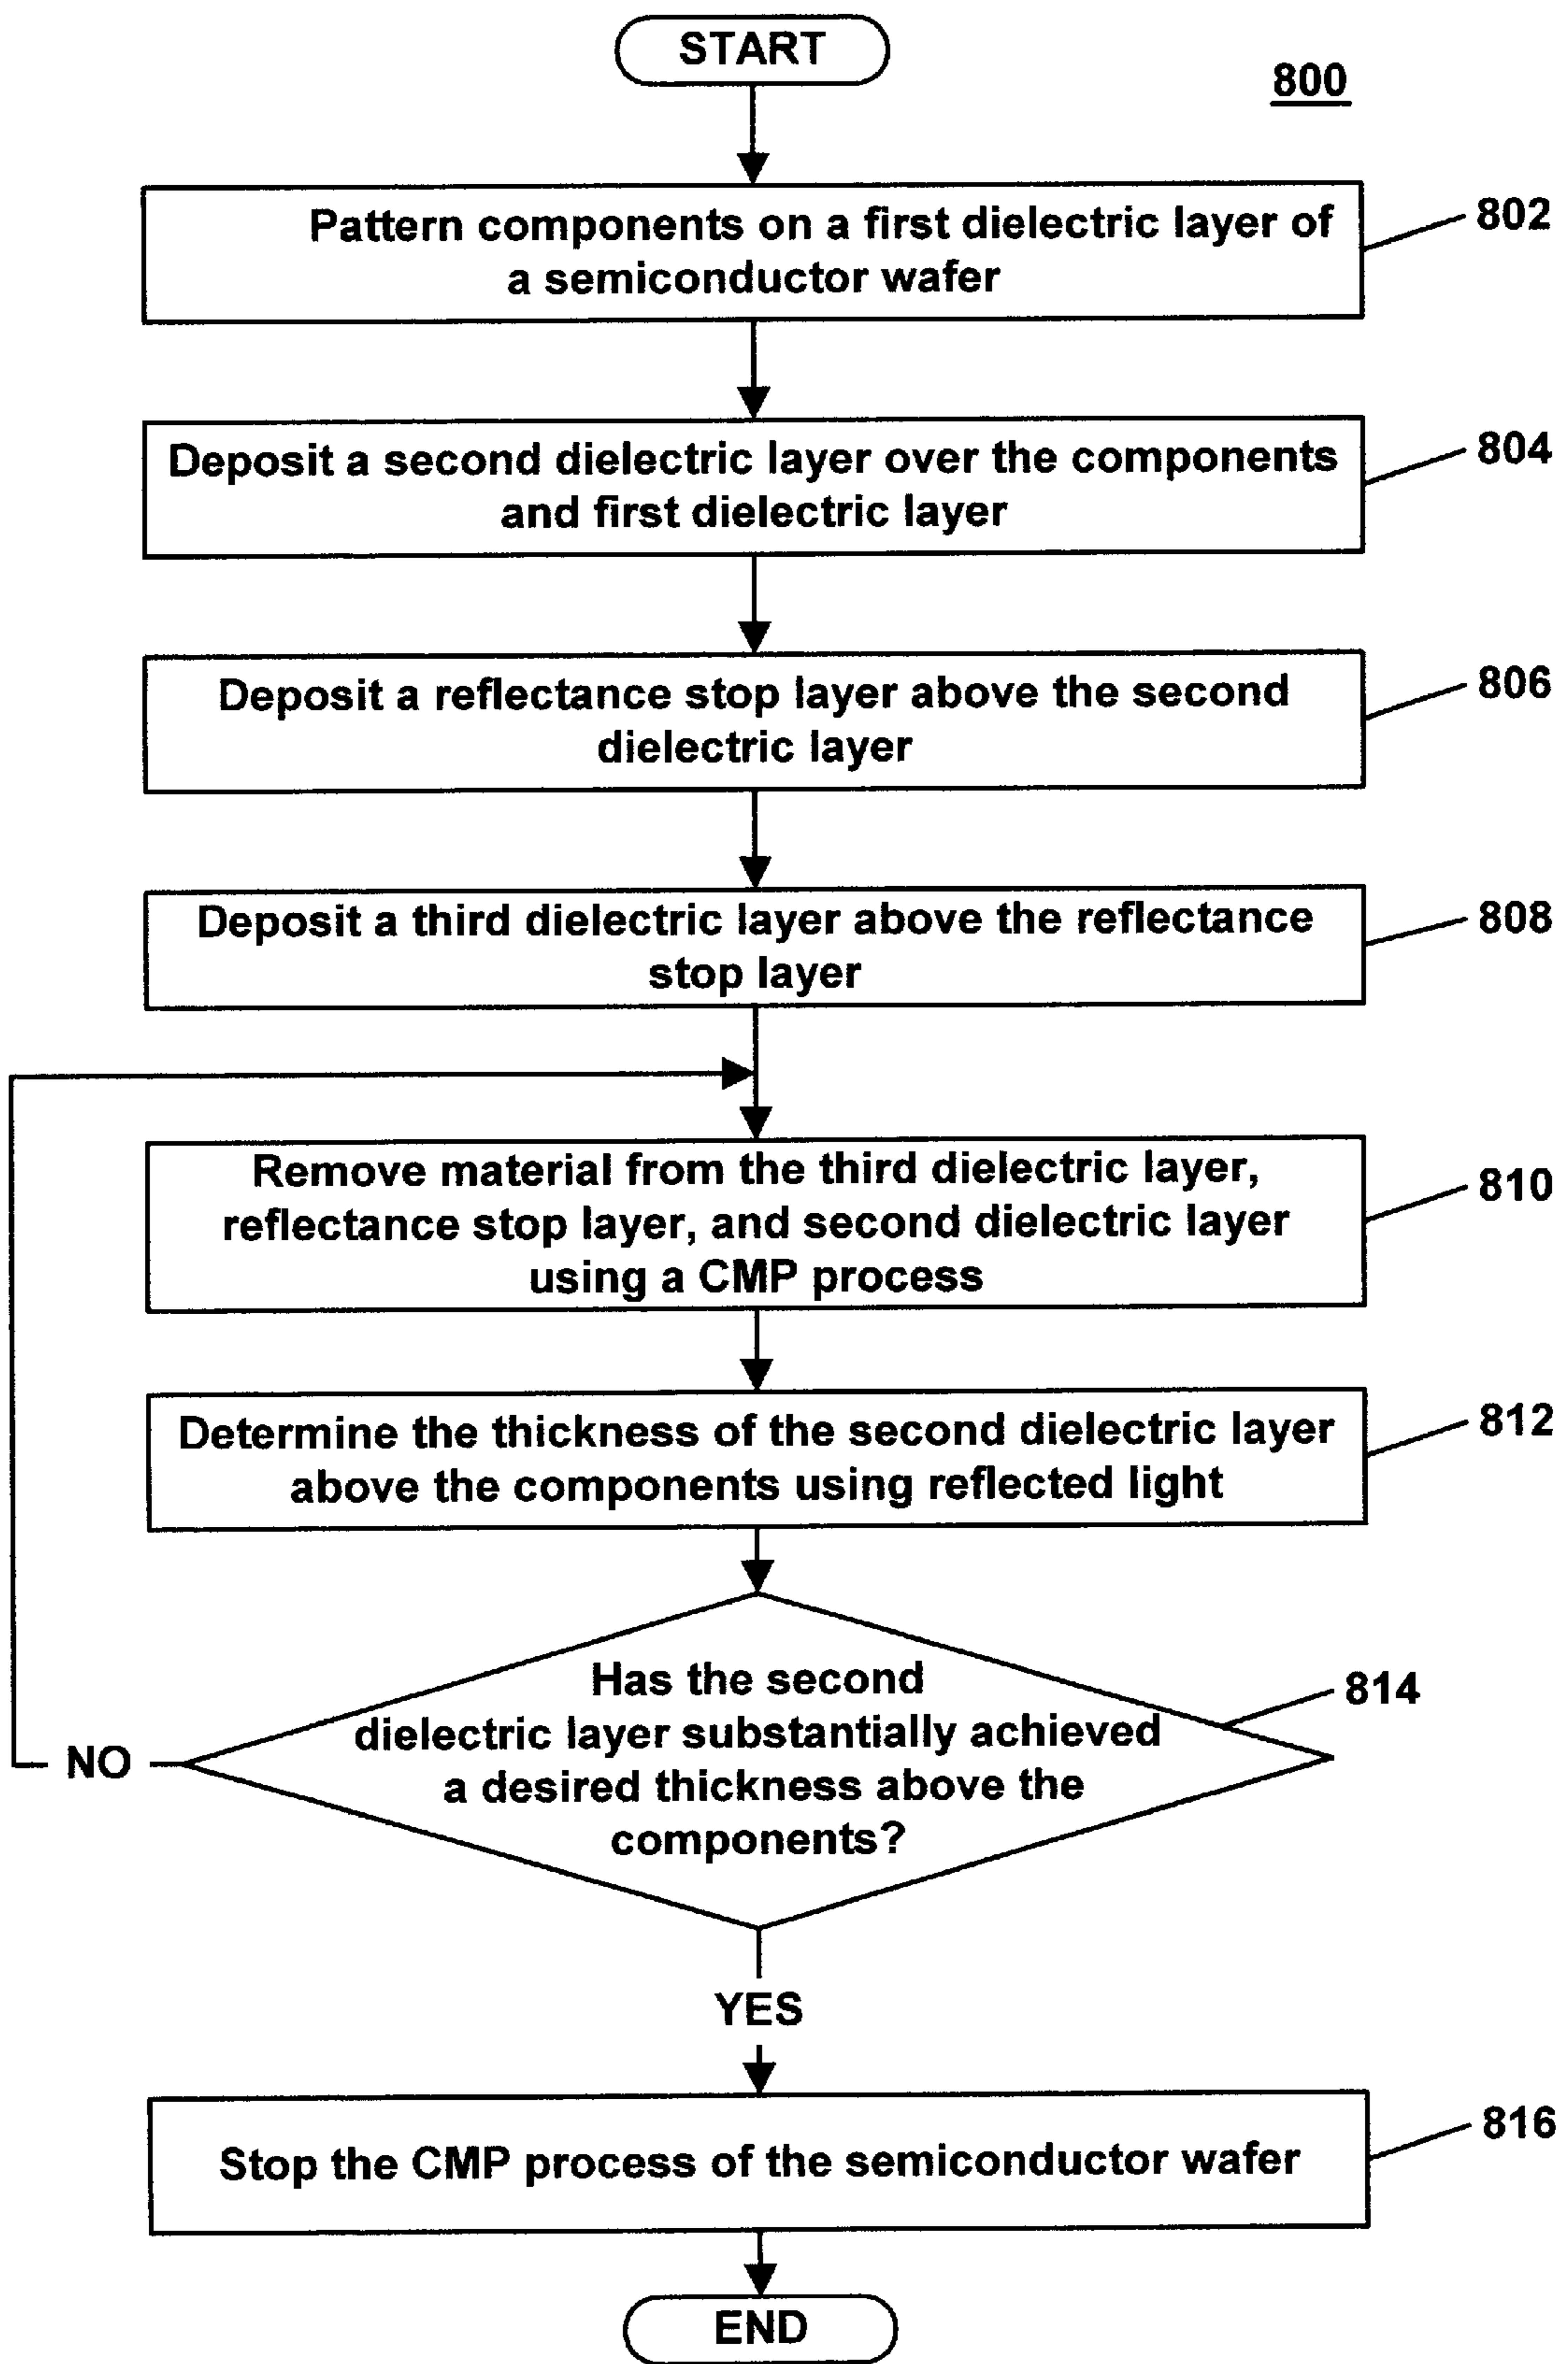 START
800
Pattern components on a first dielectric layer of
a semiconductor wafer
802
Deposit a second dielectric layer over the components
and first dielectric layer
804
Deposit a reflectance stop layer above the second
dielectric layer
806
Deposit a third dielectric layer above the reflectance
stop layer
808
Remove material from the third dielectric layer,
reflectance stop layer, and second dielectric layer
using a CMP process
810
Determine the thickness of the second dielectric layer
above the components using reflected light
812
Has the second
dielectric layer substantially achieved
a desired thickness above the
components?
814
NO
YES
Stop the CMP process of the semiconductor wafer
816
END